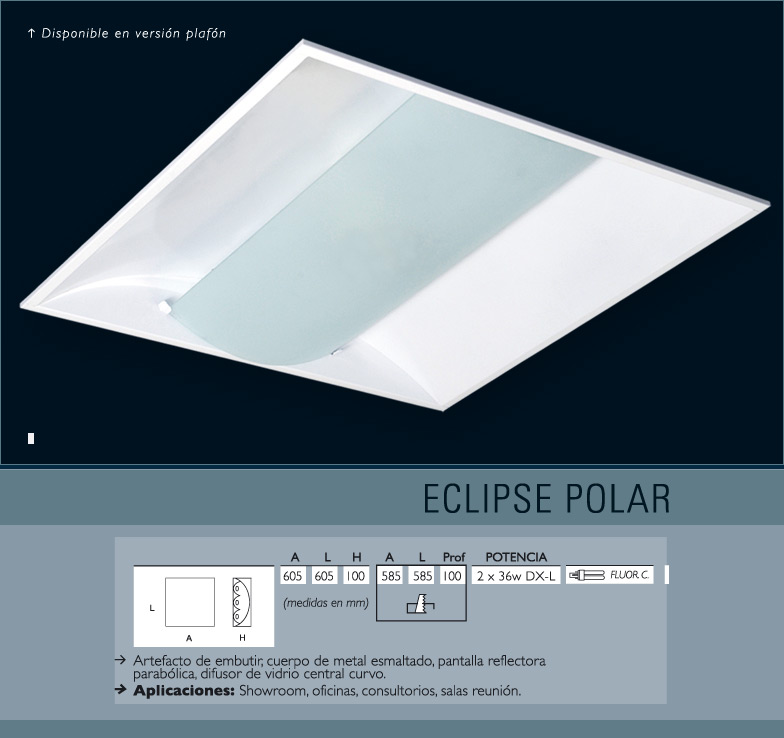 ↑ Disponible en versión plafón
ECLIPSE POLAR
A L H A L Prof POTENCIA
605 605 100 585 585 100 2 x 36w DX-L FLUOR. C.
(medidas en mm)
L
A H
→ Artefacto de embutir, cuerpo de metal esmaltado, pantalla reflectora
parabólica, difusor de vidrio central curvo.
→ Aplicaciones: Showroom, oficinas, consultorios, salas reunión.